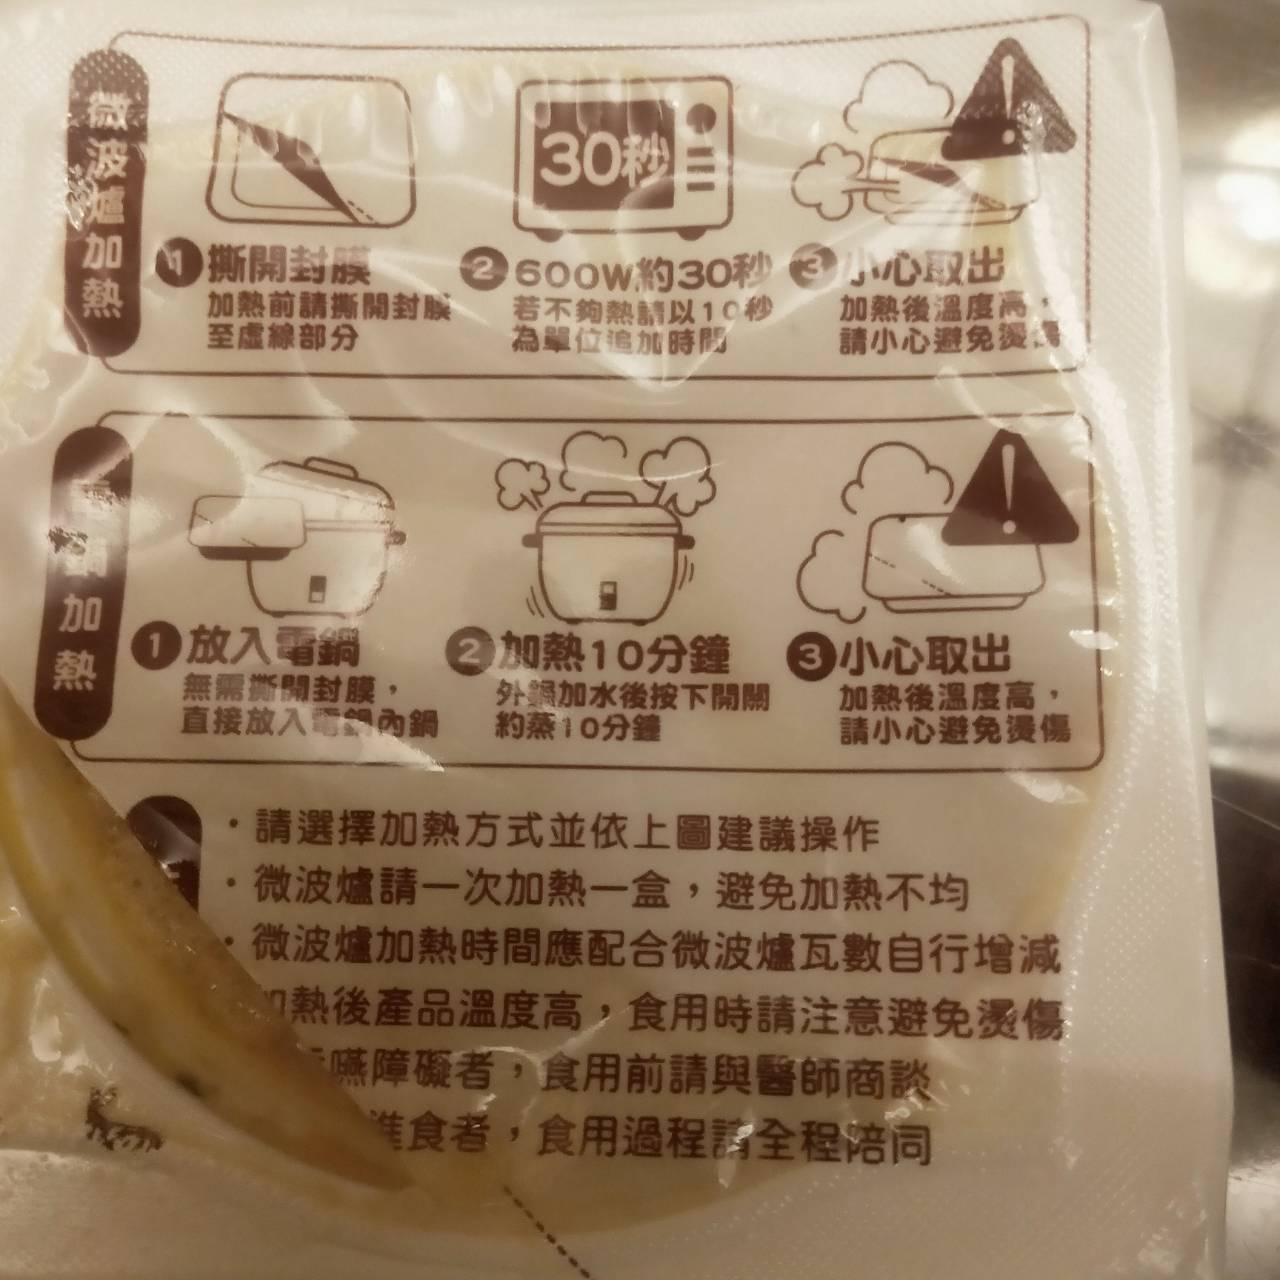 微波爐加熱
30秒
1 撕開封膜
加熱前請撕開封膜
至虛線部分
2 600W約30秒
若不夠熱請以10秒
為單位追加時間
3 小心取出
加熱後溫度高，
請小心避免燙傷
電鍋加熱
1 放入電鍋
無需撕開封膜，
直接放入電鍋內鍋
2 加熱10分鐘
外鍋加水後按下開關
約蒸10分鐘
3 小心取出
加熱後溫度高，
請小心避免燙傷
・請選擇加熱方式並依上圖建議操作
・微波爐請一次加熱一盒，避免加熱不均
・微波爐加熱時間應配合微波爐瓦數自行增減
加熱後產品溫度高，食用時請注意避免燙傷
嚥障礙者，食用前請與醫師商談
進食者，食用過程請全程陪同